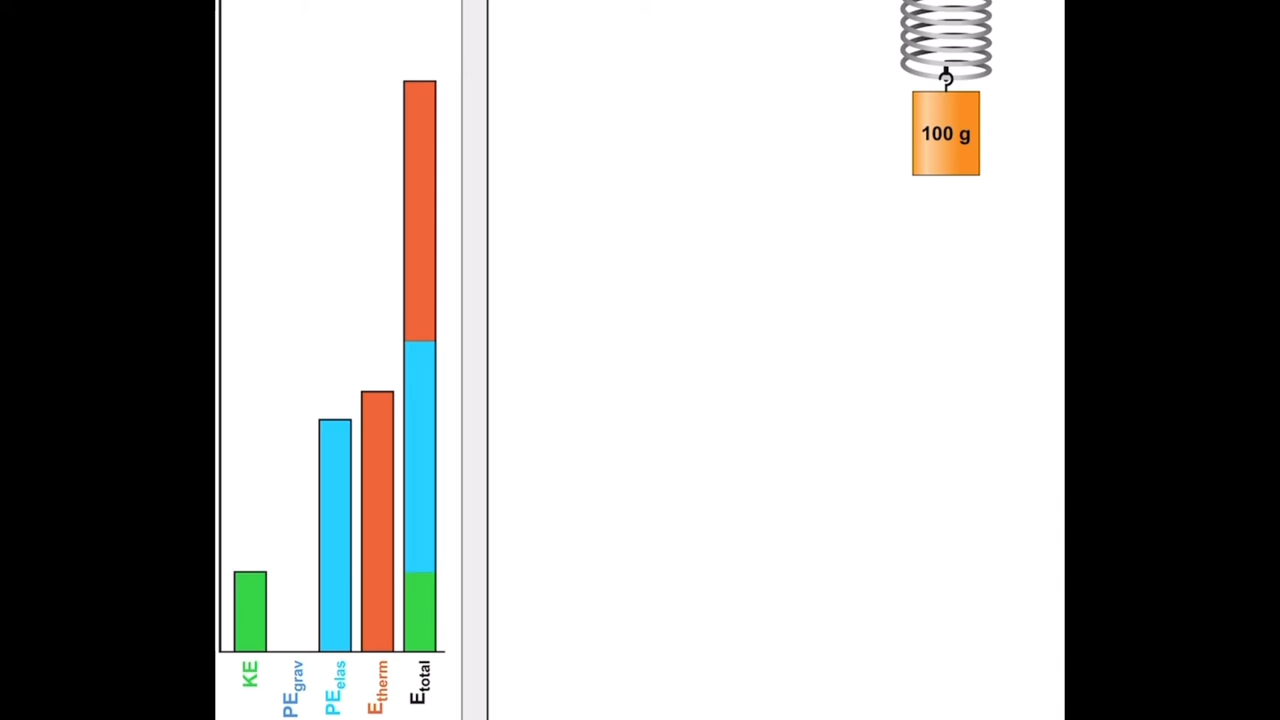 100 g
KE
PEgrav
PEelas
Etherm
Etotal